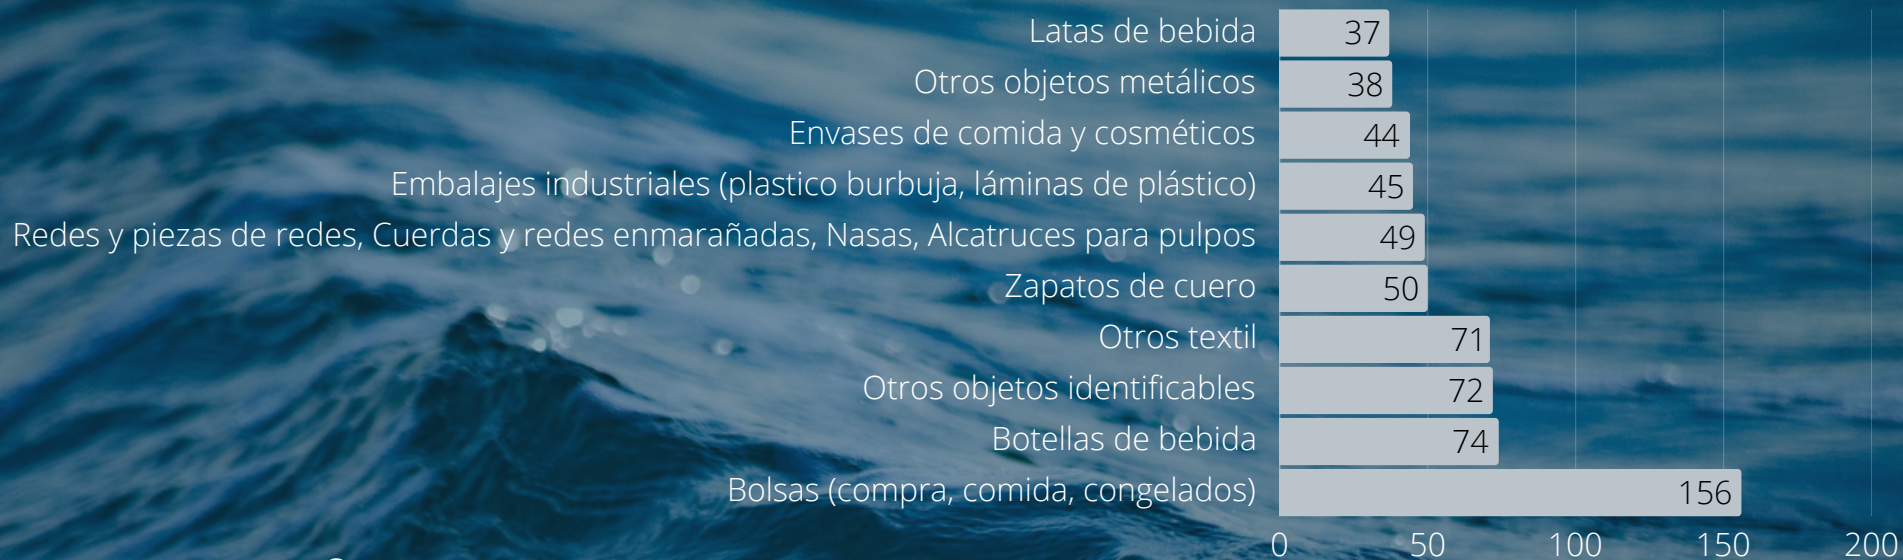 Latas de bebida 37
Otros objetos metálicos 38
Envases de comida y cosméticos 44
Embalajes industriales (plastico burbuja, láminas de plástico) 45
Redes y piezas de redes, Cuerdas y redes enmarañadas, Nasas, Alcatruces para pulpos 49
Zapatos de cuero 50
Otros textil 71
Otros objetos identificables 72
Botellas de bebida 74
Bolsas (compra, comida, congelados) 156
0 50 100 150 200